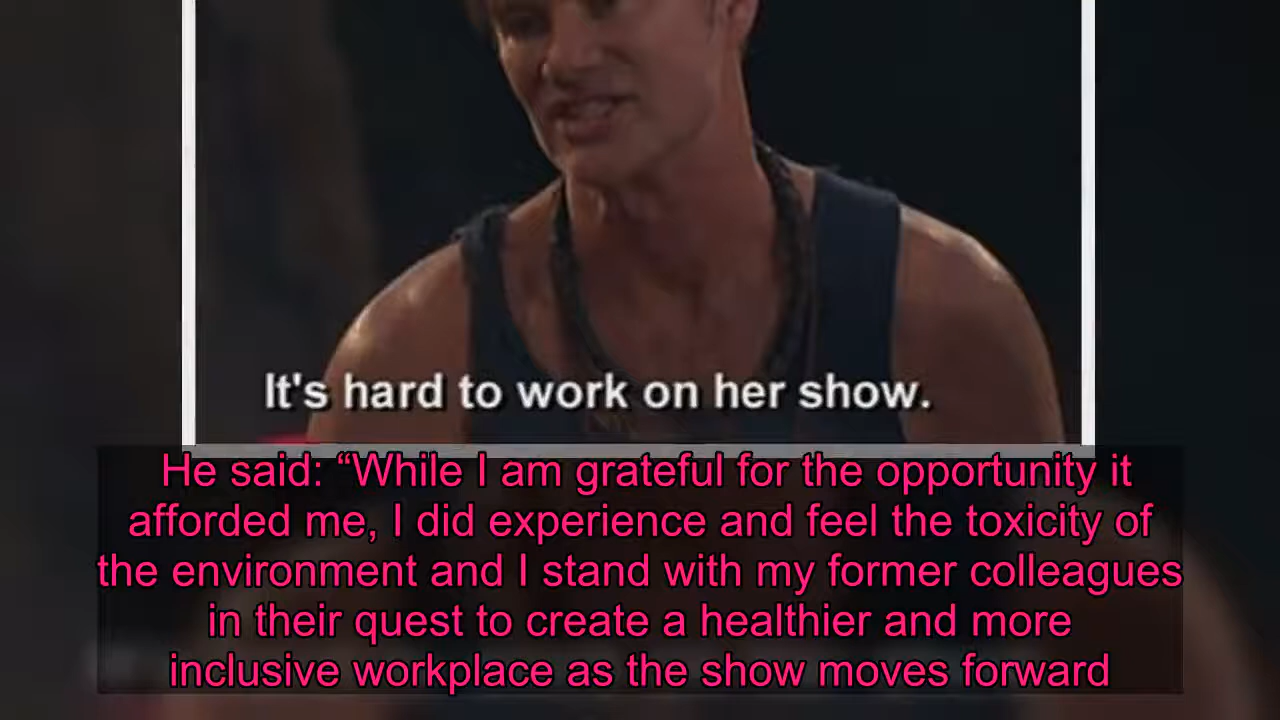 It's hard to work on her show.
He said: “While I am grateful for the opportunity it
afforded me, I did experience and feel the toxicity of
the environment and I stand with my former colleagues
in their quest to create a healthier and more
inclusive workplace as the show moves forward